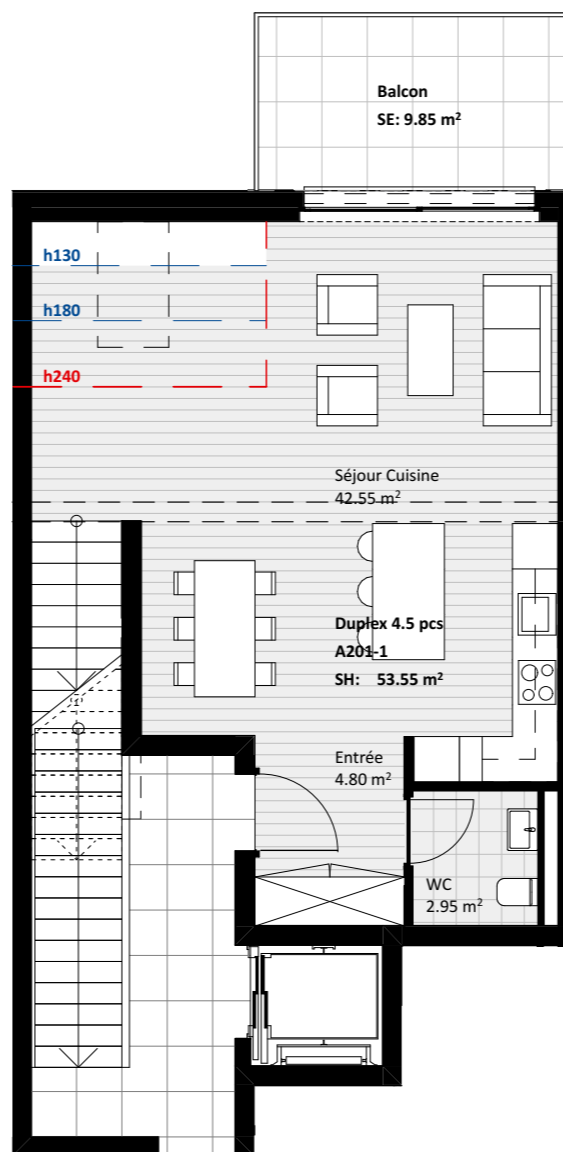 Balcon
SE: 9.85 m²
h130
h180
h240
Séjour Cuisine
42.55 m²
Duplex 4.5 pcs
A201-1
SH: 53.55 m²
Entrée
4.80 m²
WC
2.95 m²